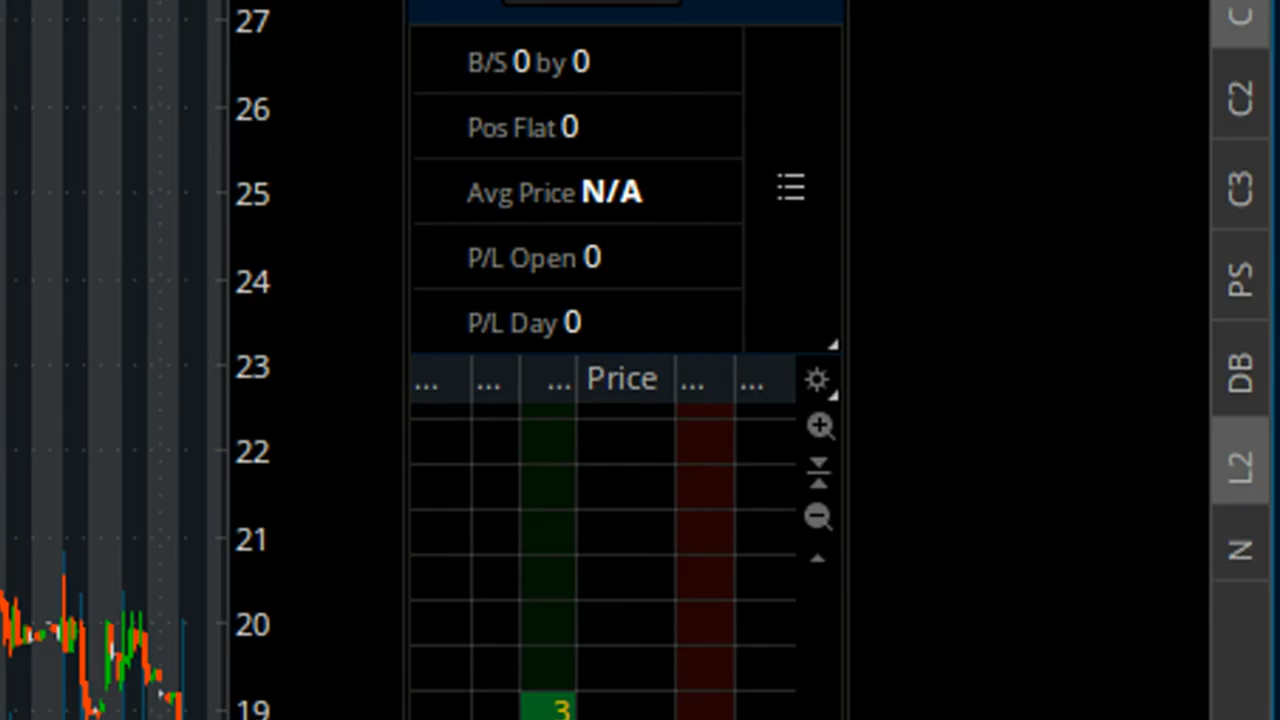 27
26
25
24
23
22
21
20
19
B/S 0 by 0
Pos Flat 0
Avg Price N/A
P/L Open 0
P/L Day 0
... ... ... Price ... ...
3
C
C2
C3
PS
DB
L2
N